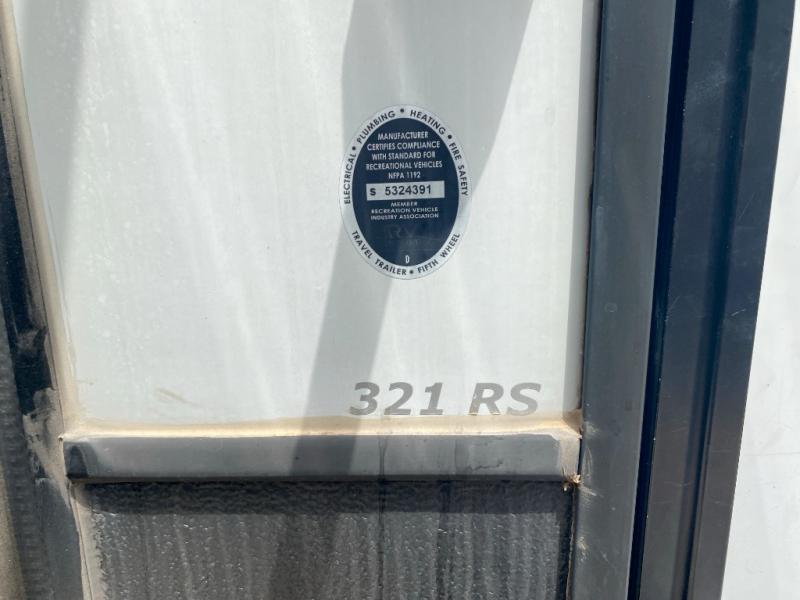 ELECTRICAL • PLUMBING • HEATING • FIRE SAFETY
MANUFACTURER
CERTIFIES COMPLIANCE
WITH STANDARD FOR
RECREATIONAL VEHICLES
NFPA 1192
S 5324391
MEMBER
RECREATION VEHICLE
INDUSTRY ASSOCIATION
D
TRAVEL TRAILER • FIFTH WHEEL
321 RS